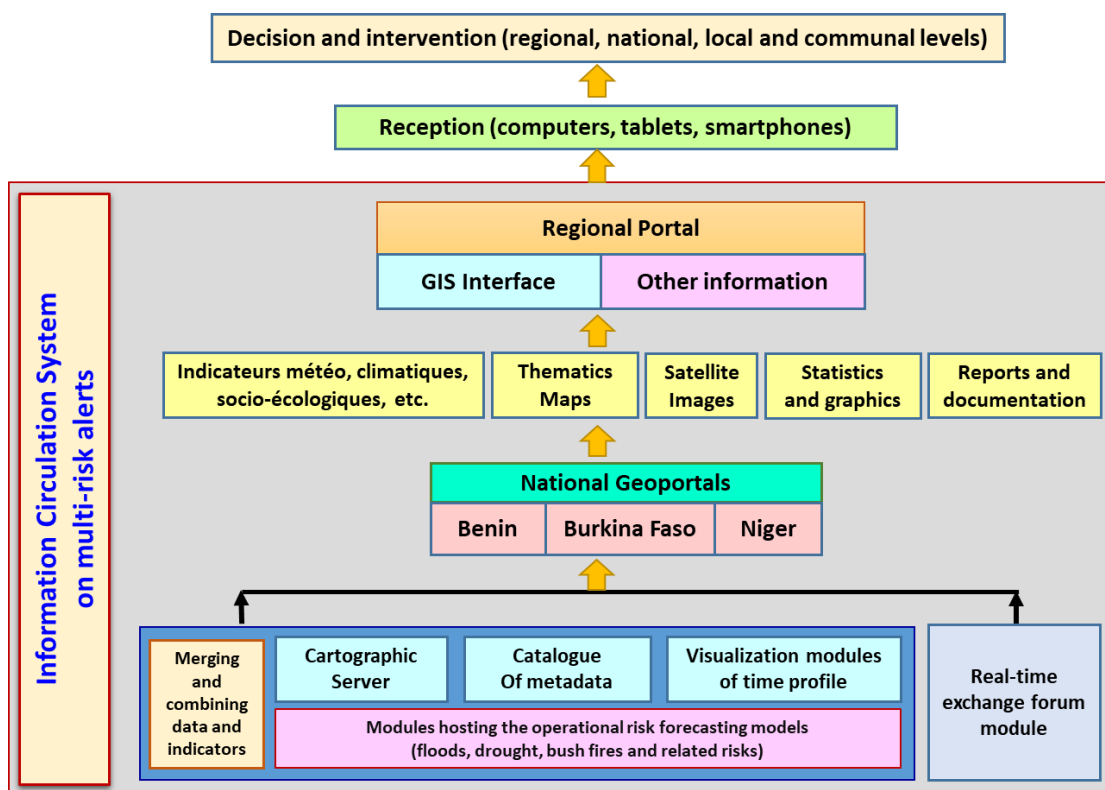 Decision and intervention (regional, national, local and communal levels)
Reception (computers, tablets, smartphones)
Information Circulation System
on multi-risk alerts
Regional Portal
GIS Interface
Other information
Indicateurs météo, climatiques,
socio-écologiques, etc.
Thematics
Maps
Satellite
Images
Statistics
and graphics
Reports and
documentation
National Geoportals
Benin
Burkina Faso
Niger
Merging
and
combining
data and
indicators
Cartographic
Server
Catalogue
Of metadata
Visualization modules
of time profile
Modules hosting the operational risk forecasting models
(floods, drought, bush fires and related risks)
Real-time
exchange forum
module